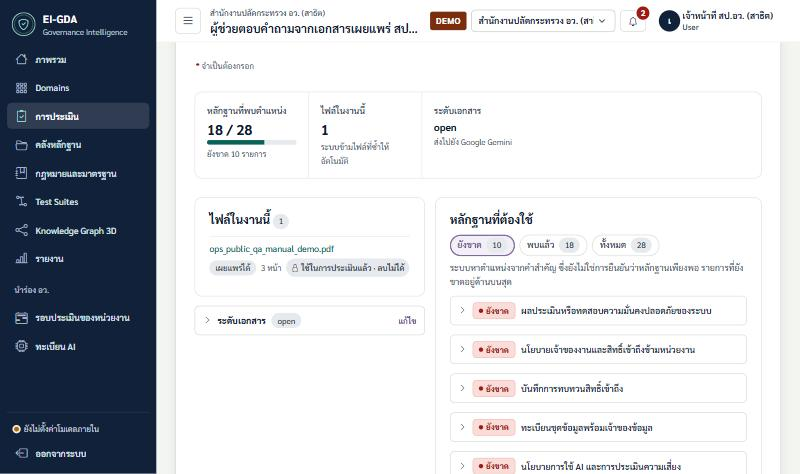 EI-GDA
Governance Intelligence
ภาพรวม
Domains
การประเมิน
คลังหลักฐาน
กฎหมายและมาตรฐาน
Test Suites
Knowledge Graph 3D
รายงาน
นำร่อง อว.
รอบประเมินของหน่วยงาน
ทะเบียน AI
ยังไม่ตั้งค่าโมเดลภายใน
ออกจากระบบ
สำนักงานปลัดกระทรวง อว. (สาธิต)
ผู้ช่วยตอบคำถามจากเอกสารเผยแพร่ สป...
DEMO
สำนักงานปลัดกระทรวง อว. (สา
2
เจ้าหน้าที่ สป.อว. (สาธิต)
User
* จำเป็นต้องกรอก
หลักฐานที่พบตำแหน่ง
18 / 28
ยังขาด 10 รายการ
ไฟล์ในงานนี้
1
ระบบข้ามไฟล์ที่ซ้ำให้
อัตโนมัติ
ระดับเอกสาร
open
ส่งไปยัง Google Gemini
ไฟล์ในงานนี้ 1
ops_public_qa_manual_demo.pdf
เผยแพร่ได้ 3 หน้า ใช้ในการประเมินแล้ว · ลบไม่ได้
ระดับเอกสาร open แก้ไข
หลักฐานที่ต้องใช้
ยังขาด 10 พบแล้ว 18 ทั้งหมด 28
ระบบหาตำแหน่งจากคำสำคัญ ซึ่งยังไม่ใช่การยืนยันว่าหลักฐานเพียงพอ รายการที่ยัง
ขาดอยู่ด้านบนสุด
ยังขาด ผลประเมินหรือทดสอบความมั่นคงปลอดภัยของระบบ
ยังขาด นโยบายเจ้าของงานและสิทธิ์เข้าถึงข้ามหน่วยงาน
ยังขาด บันทึกการทบทวนสิทธิ์เข้าถึง
ยังขาด ทะเบียนชุดข้อมูลพร้อมเจ้าของข้อมูล
ยังขาด นโยบายการใช้ AI และการประเมินความเสี่ยง